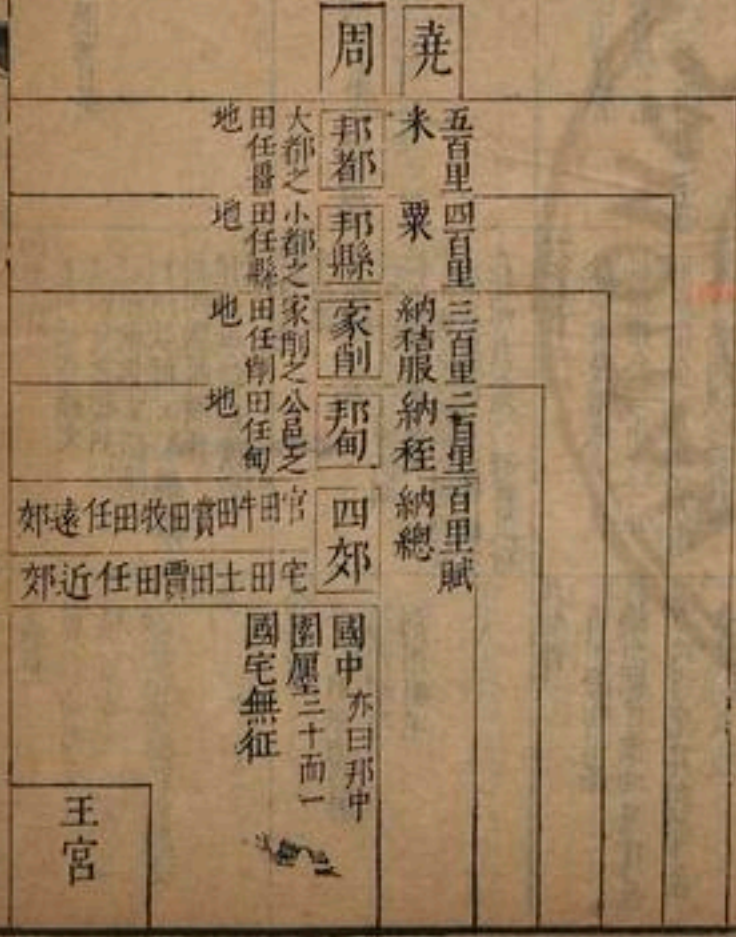 堯
五百里
米
四百里
粟
三百里
納秸服
二百里
納秷
百里賦
納總
周
邦都
大都之
田任畺
地
邦縣
小都之
田任縣
地
家削
家削之
田任削
地
邦甸
公邑之
田任甸
地
四郊
官田牛田賞田牧田任遠郊
宅田土田賈田任近郊
國中亦曰邦中
園廛二十而一
國宅無征
王宮